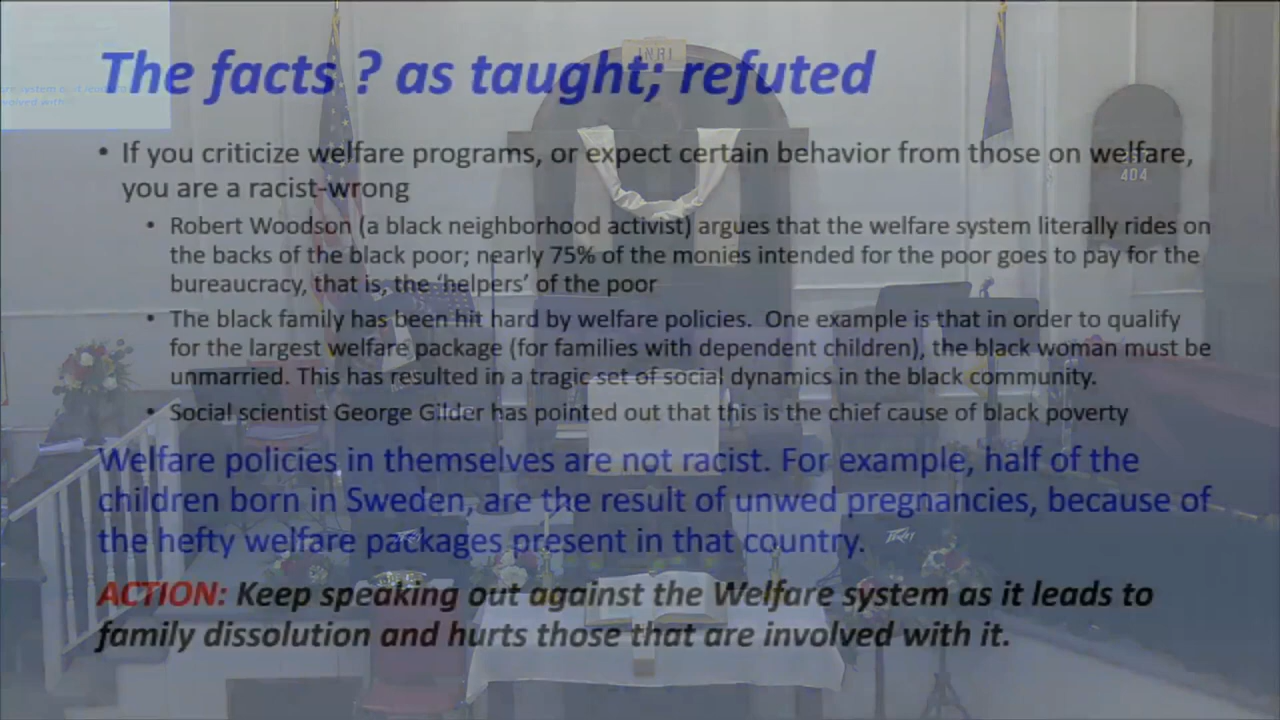 The facts ? as taught; refuted
INRI
• If you criticize welfare programs, or expect certain behavior from those on welfare,
you are a racist-wrong
404
• Robert Woodson (a black neighborhood activist) argues that the welfare system literally rides on
the backs of the black poor; nearly 75% of the monies intended for the poor goes to pay for the
bureaucracy, that is, the ‘helpers’ of the poor
• The black family has been hit hard by welfare policies. One example is that in order to qualify
for the largest welfare package (for families with dependent children), the black woman must be
unmarried. This has resulted in a tragic set of social dynamics in the black community.
• Social scientist George Gilder has pointed out that this is the chief cause of black poverty
Welfare policies in themselves are not racist. For example, half of the
children born in Sweden, are the result of unwed pregnancies, because of
the hefty welfare packages present in that country.
PEAVEY
ACTION: Keep speaking out against the Welfare system as it leads to
family dissolution and hurts those that are involved with it.